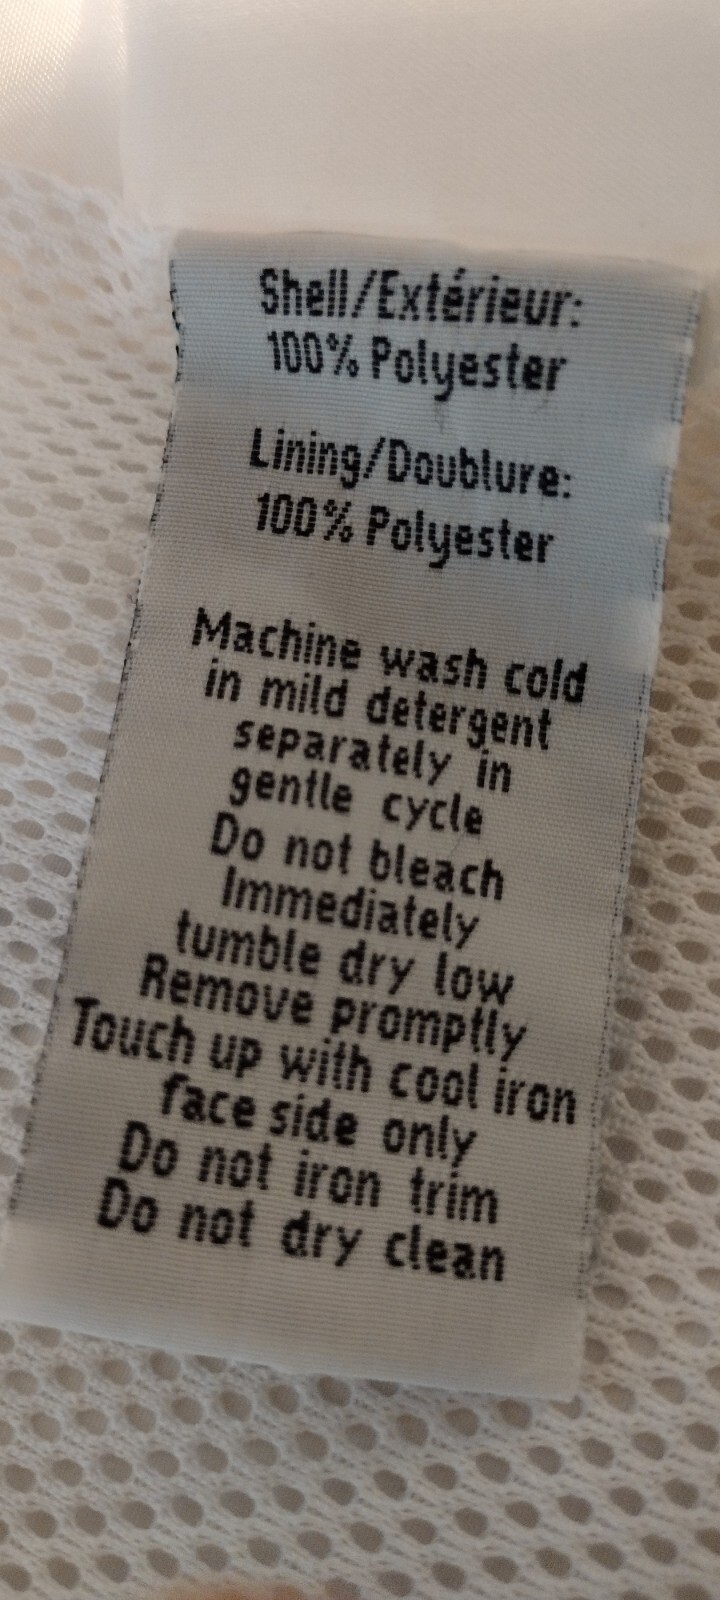 Shell/Extérieur:
100% Polyester
Lining/Doublure:
100% Polyester
Machine wash cold
in mild detergent
separately in
gentle cycle
Do not bleach
Immediately
tumble dry low
Remove promptly
Touch up with cool iron
face side only
Do not iron trim
Do not dry clean